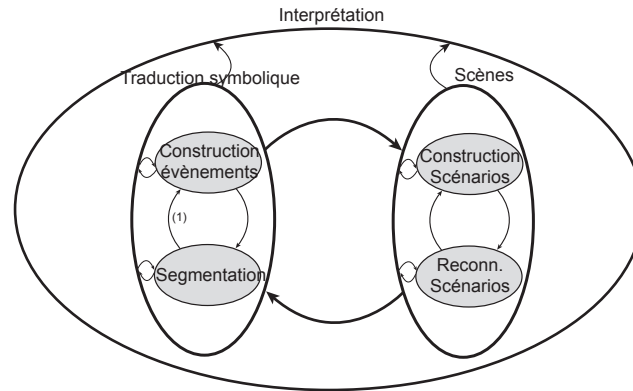 Interprétation
Traduction symbolique
Scènes
Construction
évènements
Construction
Scénarios
(1)
Segmentation
Reconn.
Scénarios